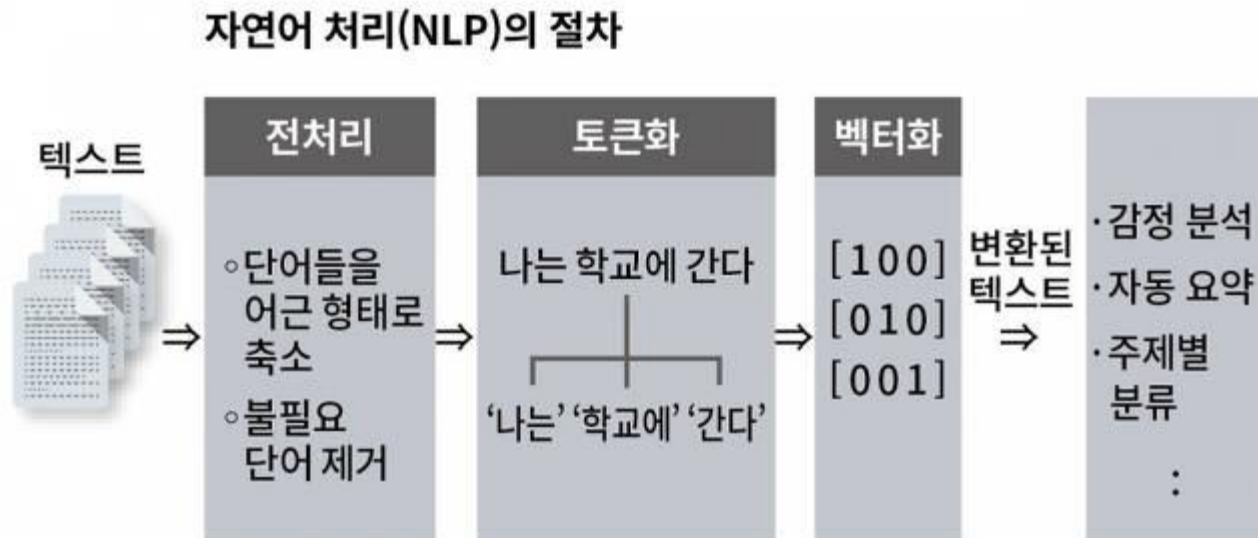 자연어 처리(NLP)의 절차
텍스트
⇒
전처리
◦단어들을
어근 형태로
축소
◦불필요
단어 제거
⇒
토큰화
나는 학교에 간다
‘나는’ ‘학교에’ ‘간다’
⇒
벡터화
[100]
[010]
[001]
변환된
텍스트
⇒
·감정 분석
·자동 요약
·주제별
분류
: